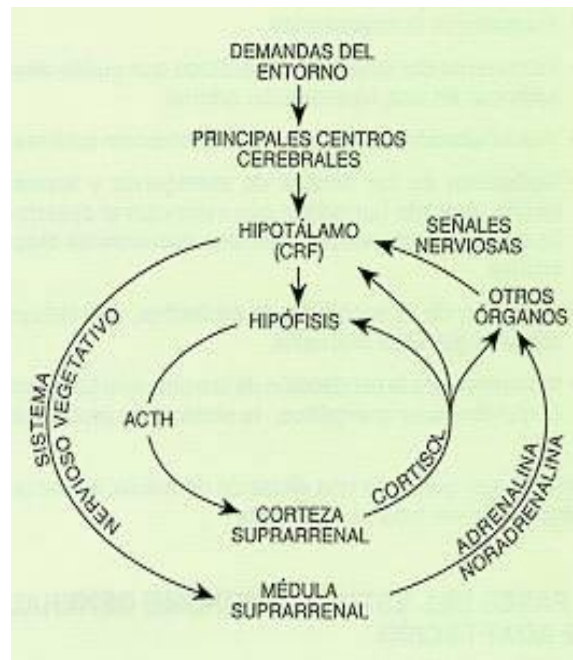 DEMANDAS DEL
ENTORNO
PRINCIPALES CENTROS
CEREBRALES
HIPOTÁLAMO
(CRF)
SEÑALES
NERVIOSAS
HIPÓFISIS
OTROS
ÓRGANOS
SISTEMA
NERVIOSO VEGETATIVO
ACTH
CORTISOL
ADRENALINA
NORADRENALINA
CORTEZA
SUPRARRENAL
MÉDULA
SUPRARRENAL